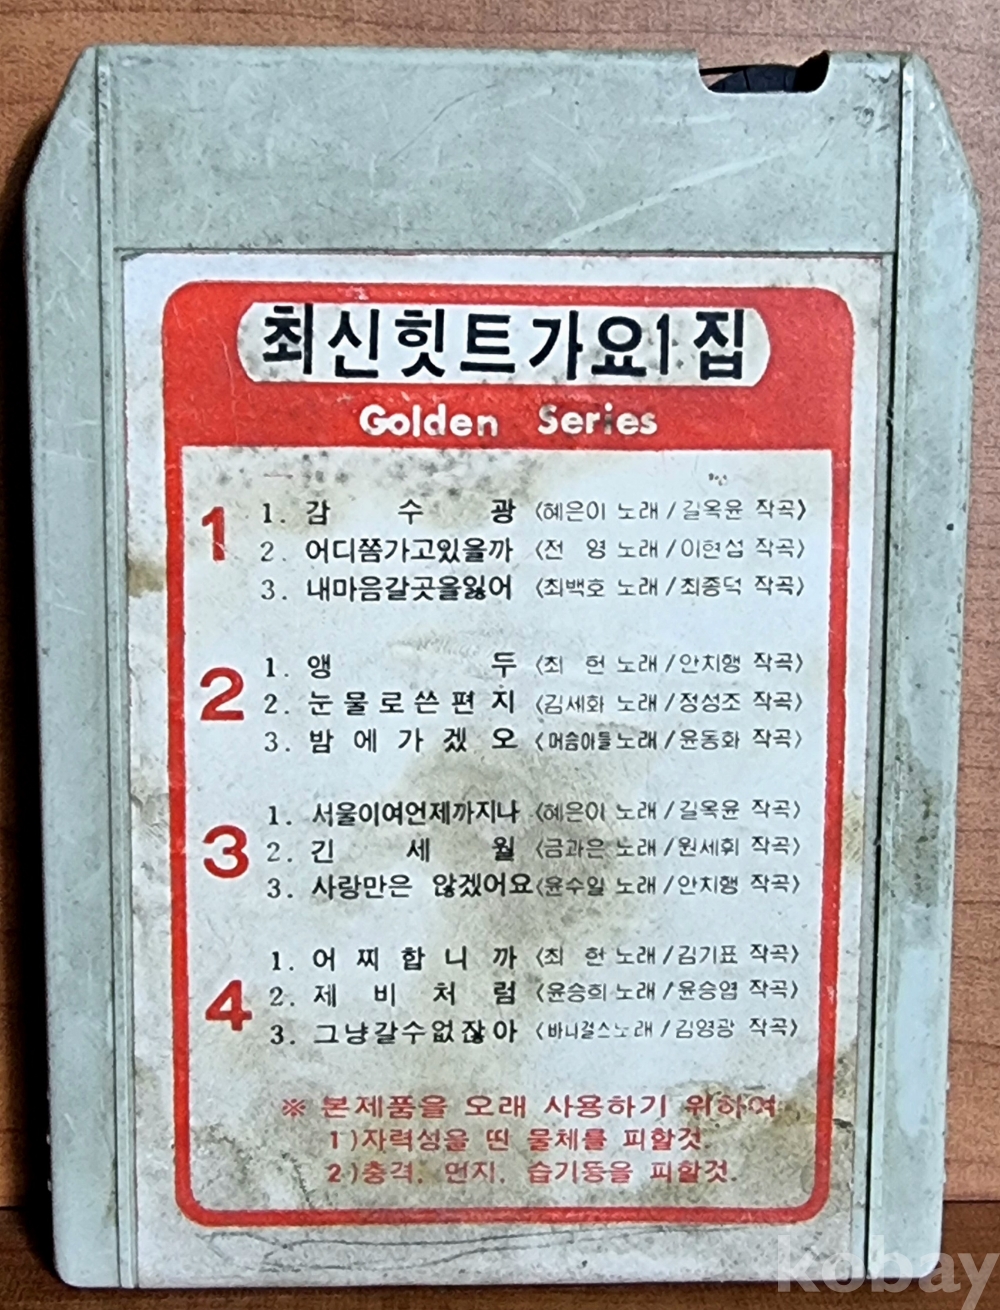 최신힛트가요1집
Golden Series
1
1. 감 수 광 <혜은이 노래/길옥윤 작곡>
2. 어디쯤가고있을까 <전 영 노래/이현섭 작곡>
3. 내마음갈곳을잃어 <최백호 노래/최종덕 작곡>
2
1. 앵 두 <최 헌 노래/안치행 작곡>
2. 눈물로쓴편지 <김세화 노래/정성조 작곡>
3. 밤에가겠오 <머슴아들노래/윤동화 작곡>
3
1. 서울이여언제까지나 <혜은이 노래/길옥윤 작곡>
2. 긴 세 월 <금과은 노래/원세휘 작곡>
3. 사랑만은 않겠어요<윤수일 노래/안치행 작곡>
4
1. 어찌합니까 <최 헌 노래/김기표 작곡>
2. 제비처럼 <윤승희 노래/윤승엽 작곡>
3. 그냥갈수없잖아 <바니걸스노래/김영광 작곡>
※ 본제품을 오래 사용하기 위하여
1)자력성을 띤 물체를 피할것
2)충격, 먼지, 습기등을 피할것.
kobay